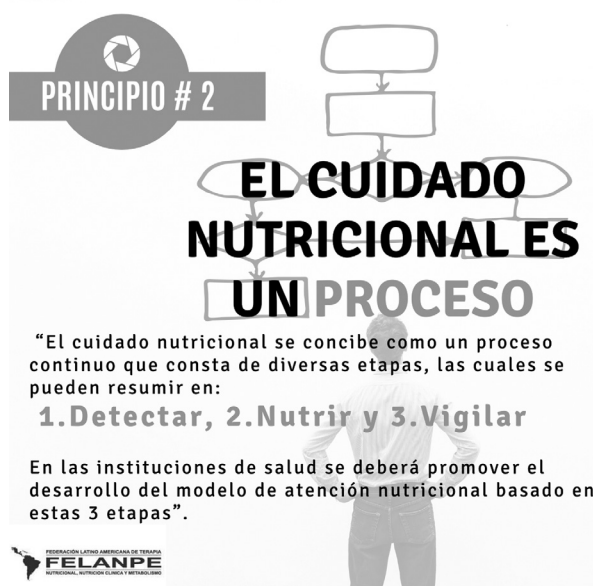 PRINCIPIO # 2
EL CUIDADO
NUTRICIONAL ES
UN PROCESO
“El cuidado nutricional se concibe como un proceso
continuo que consta de diversas etapas, las cuales se
pueden resumir en:
1.Detectar, 2.Nutrir y 3.Vigilar
En las instituciones de salud se deberá promover el
desarrollo del modelo de atención nutricional basado en
estas 3 etapas”.
FEDERACIÓN LATINO AMERICANA DE TERAPIA
FELANPE
NUTRICIONAL, NUTRICIÓN CLÍNICA Y METABOLISMO